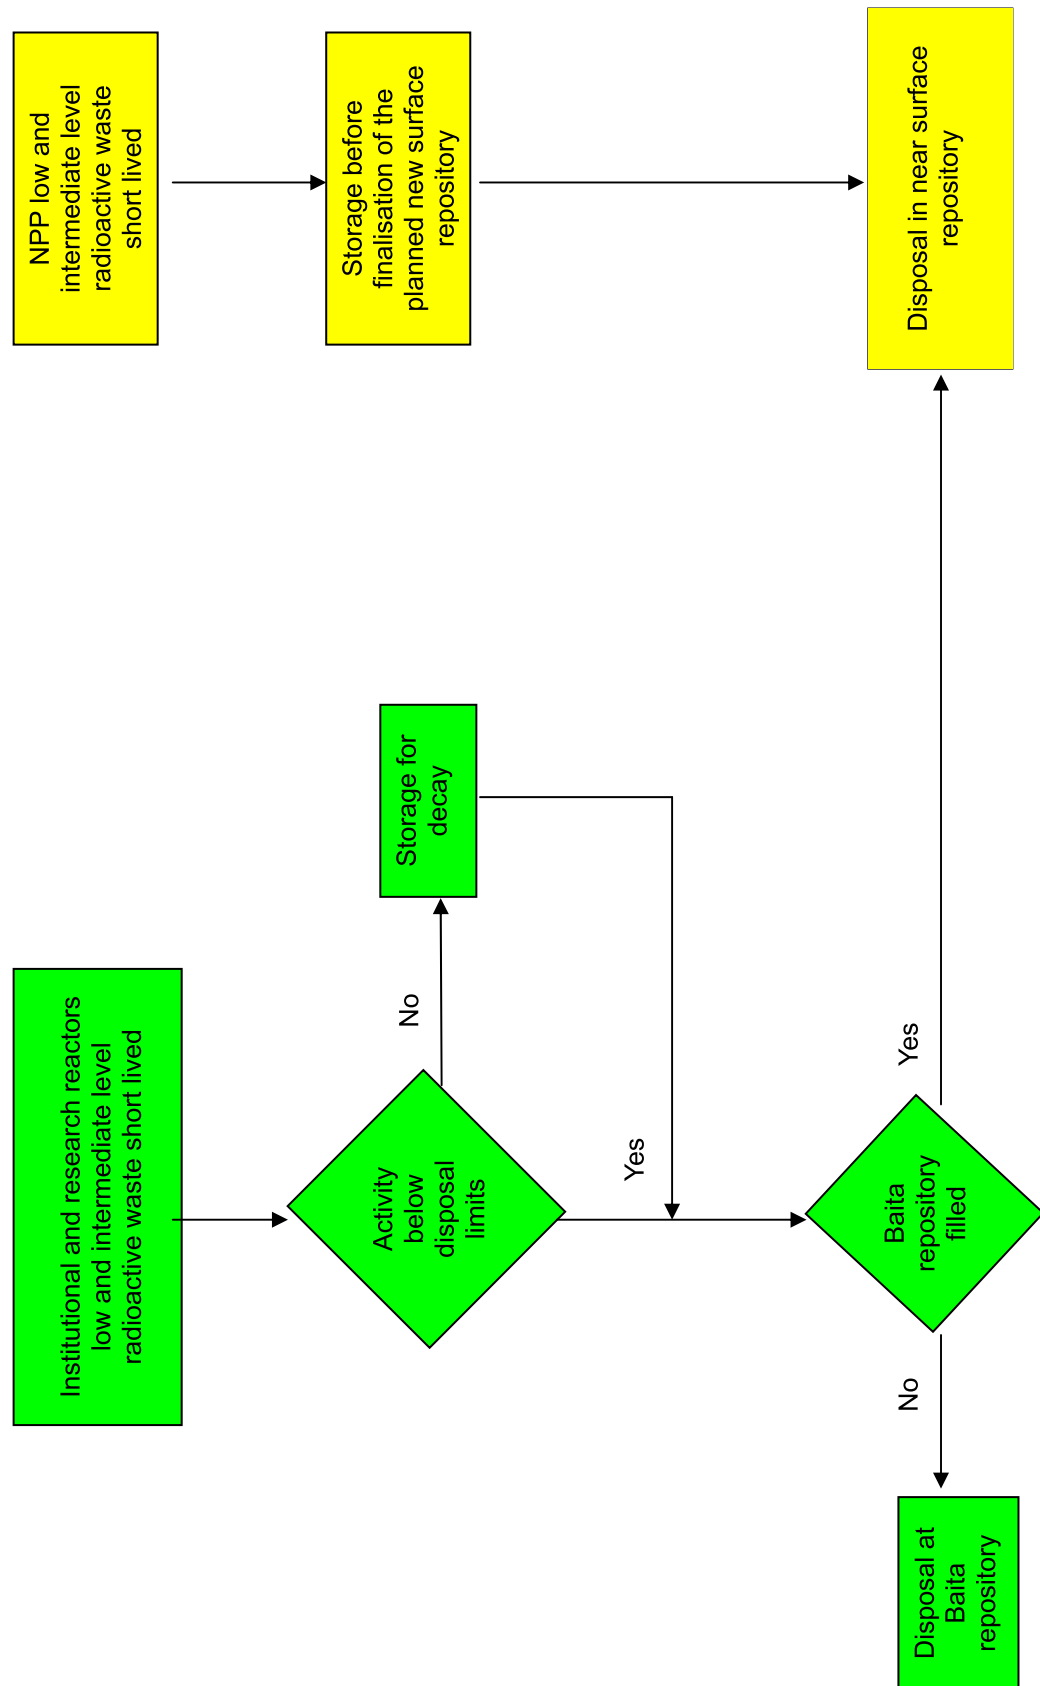 Institutional and research reactors
low and intermediate level
radioactive waste short lived
NPP low and
intermediate level
radioactive waste
short lived
Activity
below
disposal
limits
No
Storage for
decay
Storage before
finalisation of the
planned new surface
repository
Yes
Disposal at
Baita
repository
No
Baita
repository
filled
Yes
Disposal in near surface
repository